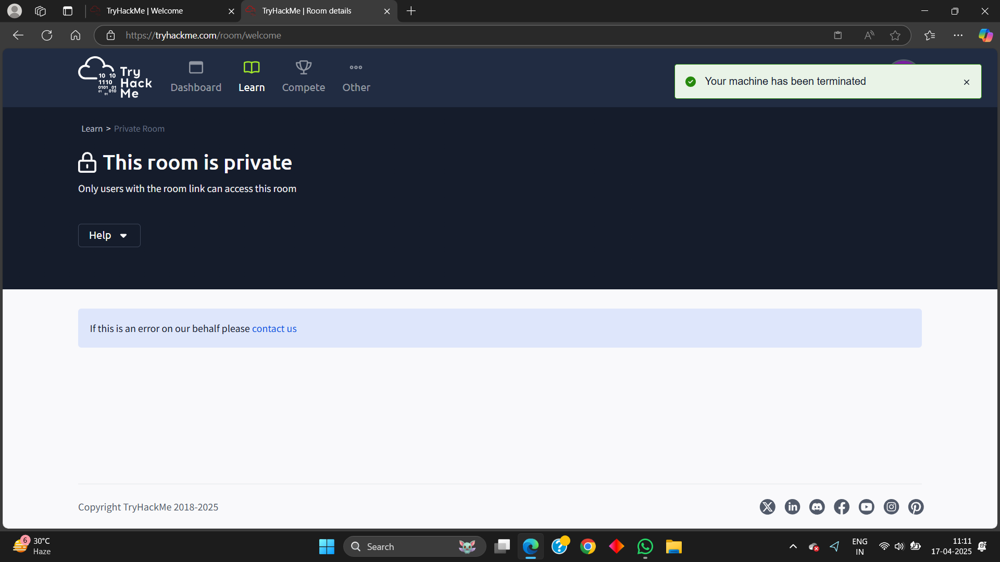 TryHackMe | Welcome
TryHackMe | Room details
https://tryhackme.com/room/welcome
Try
Hack
Me
10 10
1110
0101 01
01 010
01
Dashboard
Learn
Compete
Other
Your machine has been terminated
Learn > Private Room
This room is private
Only users with the room link can access this room
Help
If this is an error on our behalf please contact us
Copyright TryHackMe 2018-2025
6
30°C
Haze
Search
ENG
IN
11:11
17-04-2025